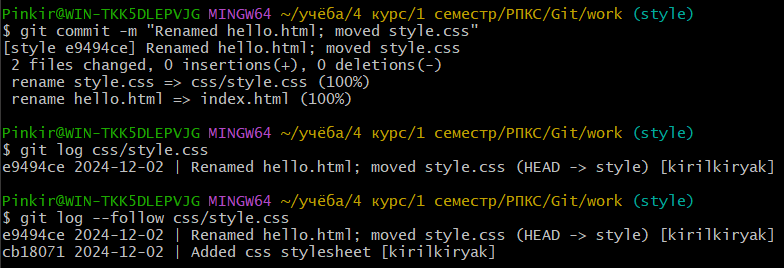 Pinkir@WIN-TKK5DLEPVJG MINGW64 ~/учёба/4 курс/1 семестр/РПКС/Git/work (style)
$ git commit -m "Renamed hello.html; moved style.css"
[style e9494ce] Renamed hello.html; moved style.css
 2 files changed, 0 insertions(+), 0 deletions(-)
 rename style.css => css/style.css (100%)
 rename hello.html => index.html (100%)
Pinkir@WIN-TKK5DLEPVJG MINGW64 ~/учёба/4 курс/1 семестр/РПКС/Git/work (style)
$ git log css/style.css
e9494ce 2024-12-02 | Renamed hello.html; moved style.css (HEAD -> style) [kirilkiryak]
Pinkir@WIN-TKK5DLEPVJG MINGW64 ~/учёба/4 курс/1 семестр/РПКС/Git/work (style)
$ git log --follow css/style.css
e9494ce 2024-12-02 | Renamed hello.html; moved style.css (HEAD -> style) [kirilkiryak]
cb18071 2024-12-02 | Added css stylesheet [kirilkiryak]